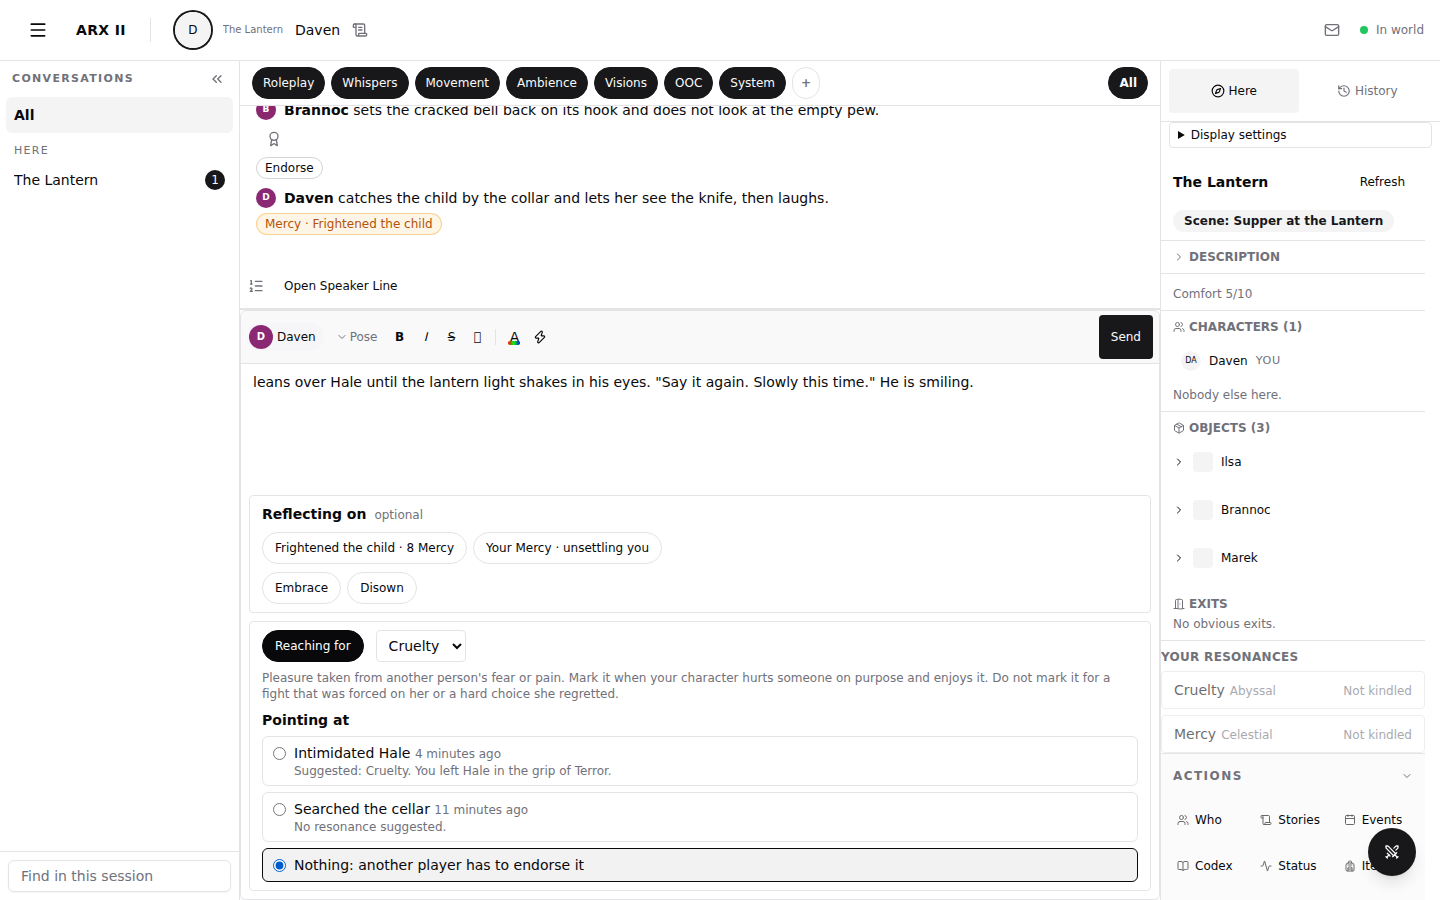 ARX II
D
The Lantern
Daven
In world
CONVERSATIONS
All
HERE
The Lantern
1
Find in this session
Roleplay
Whispers
Movement
Ambience
Visions
OOC
System
+
All
B
Brannoc sets the cracked bell back on its hook and does not look at the empty pew.
Endorse
D
Daven catches the child by the collar and lets her see the knife, then laughs.
Mercy · Frightened the child
Open Speaker Line
D
Daven
Pose
B
I
S
A
Send
leans over Hale until the lantern light shakes in his eyes. "Say it again. Slowly this time." He is smiling.
Reflecting on optional
Frightened the child · 8 Mercy
Your Mercy · unsettling you
Embrace
Disown
Reaching for
Cruelty
Pleasure taken from another person's fear or pain. Mark it when your character hurts someone on purpose and enjoys it. Do not mark it for a
fight that was forced on her or a hard choice she regretted.
Pointing at
Intimidated Hale 4 minutes ago
Suggested: Cruelty. You left Hale in the grip of Terror.
Searched the cellar 11 minutes ago
No resonance suggested.
Nothing: another player has to endorse it
Here
History
Display settings
The Lantern
Refresh
Scene: Supper at the Lantern
DESCRIPTION
Comfort 5/10
CHARACTERS (1)
DA
Daven YOU
Nobody else here.
OBJECTS (3)
Ilsa
Brannoc
Marek
EXITS
No obvious exits.
YOUR RESONANCES
Cruelty Abyssal
Not kindled
Mercy Celestial
Not kindled
ACTIONS
Who
Stories
Events
Codex
Status